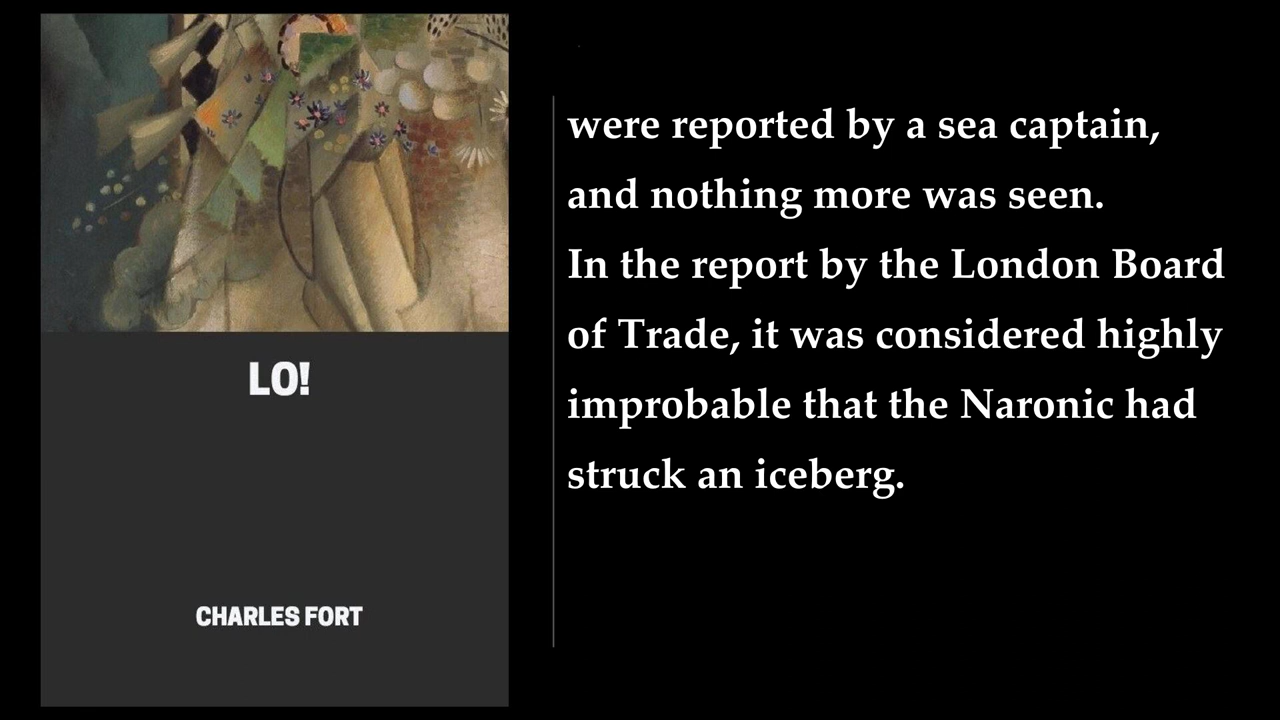 LO!
CHARLES FORT
were reported by a sea captain,
and nothing more was seen.
In the report by the London Board
of Trade, it was considered highly
improbable that the Naronic had
struck an iceberg.